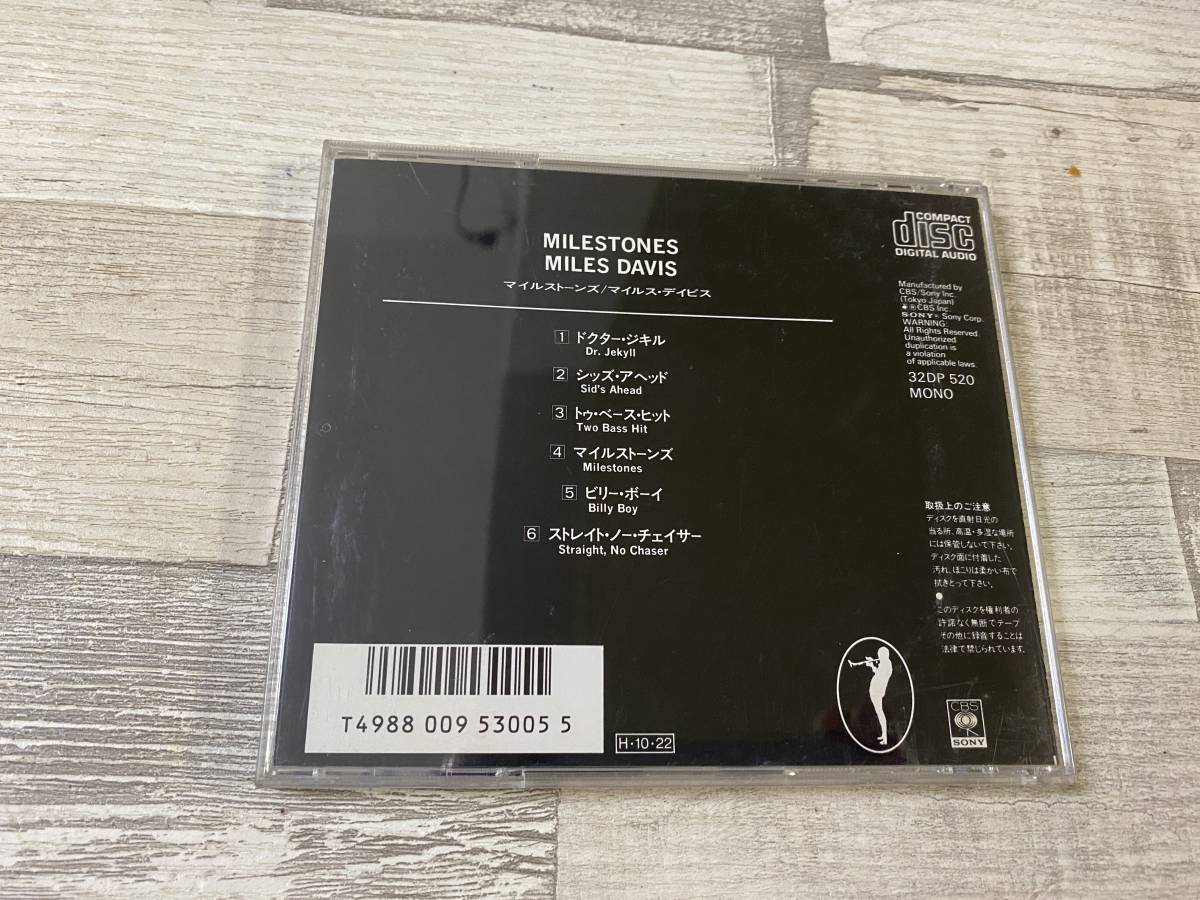 MILESTONES
MILES DAVIS
マイルストーンズ/マイルス・デイビス
1 ドクター・ジキル
Dr. Jekyll
2 シッズ・アヘッド
Sid's Ahead
3 トゥ・ベース・ヒット
Two Bass Hit
4 マイルストーンズ
Milestones
5 ビリー・ボーイ
Billy Boy
6 ストレイト・ノー・チェイサー
Straight, No Chaser
COMPACT
disc
DIGITAL AUDIO
Manufactured by
CBS/Sony Inc.
(Tokyo Japan)
℗ CBS Inc.
SONY® Sony Corp.
WARNING:
All Rights Reserved.
Unauthorized
duplication is
a violation
of applicable laws.
32DP 520
MONO
取扱上のご注意
ディスクを直射日光の
当る所、高温・多湿な場所
には保管しないで下さい。
ディスク面に付着した
汚れ、ほこりは柔かい布で
拭きとって下さい。
●
このディスクを権利者の
許諾なく無断でテープ
その他に録音することは
法律で禁じられています。
T4988 009 53005 5
H・10・22
CBS
SONY